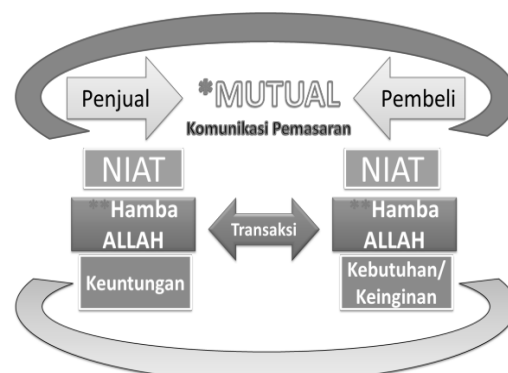 Penjual
*MUTUAL
Pembeli
Komunikasi Pemasaran
NIAT
NIAT
**Hamba
ALLAH
Transaksi
**Hamba
ALLAH
Keuntungan
Kebutuhan/
Keinginan